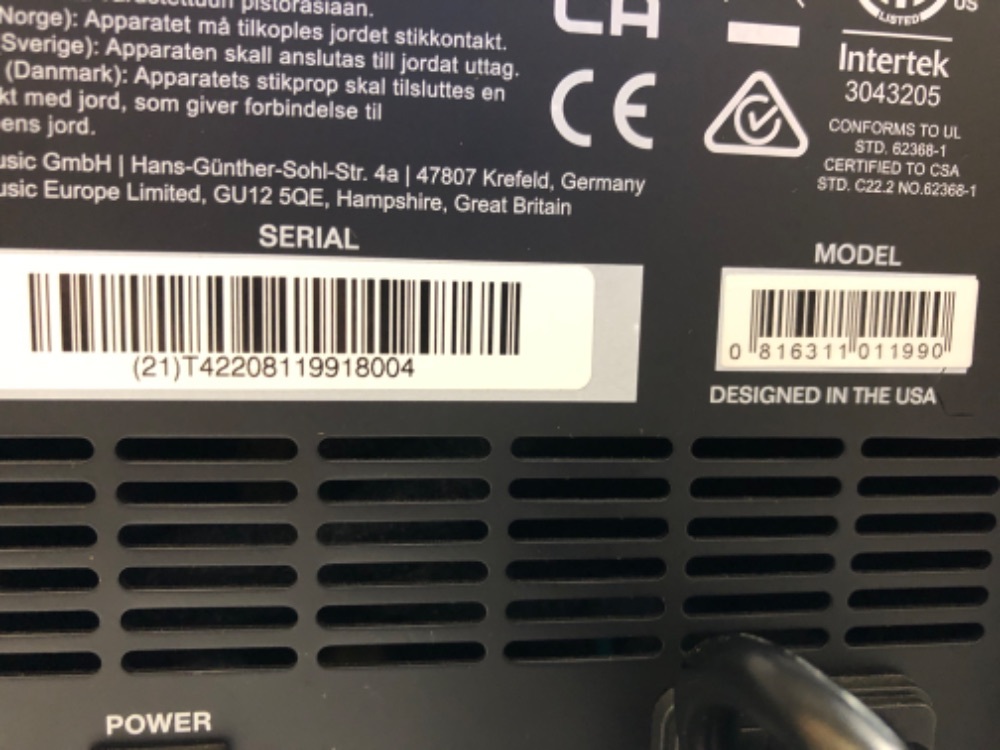 pistorasiaan.
Norge): Apparatet må tilkoples jordet stikkontakt.
Sverige): Apparaten skall anslutas till jordat uttag.
(Danmark): Apparatets stikprop skal tilsluttes en
kt med jord, som giver forbindelse til
ens jord.
usic GmbH | Hans-Günther-Sohl-Str. 4a | 47807 Krefeld, Germany
usic Europe Limited, GU12 5QE, Hampshire, Great Britain
UK
CA
CE
LISTED
US
Intertek
3043205
CONFORMS TO UL
STD. 62368-1
CERTIFIED TO CSA
STD. C22.2 NO.62368-1
SERIAL
(21)T42208119918004
MODEL
0 816311 011990
DESIGNED IN THE USA
POWER